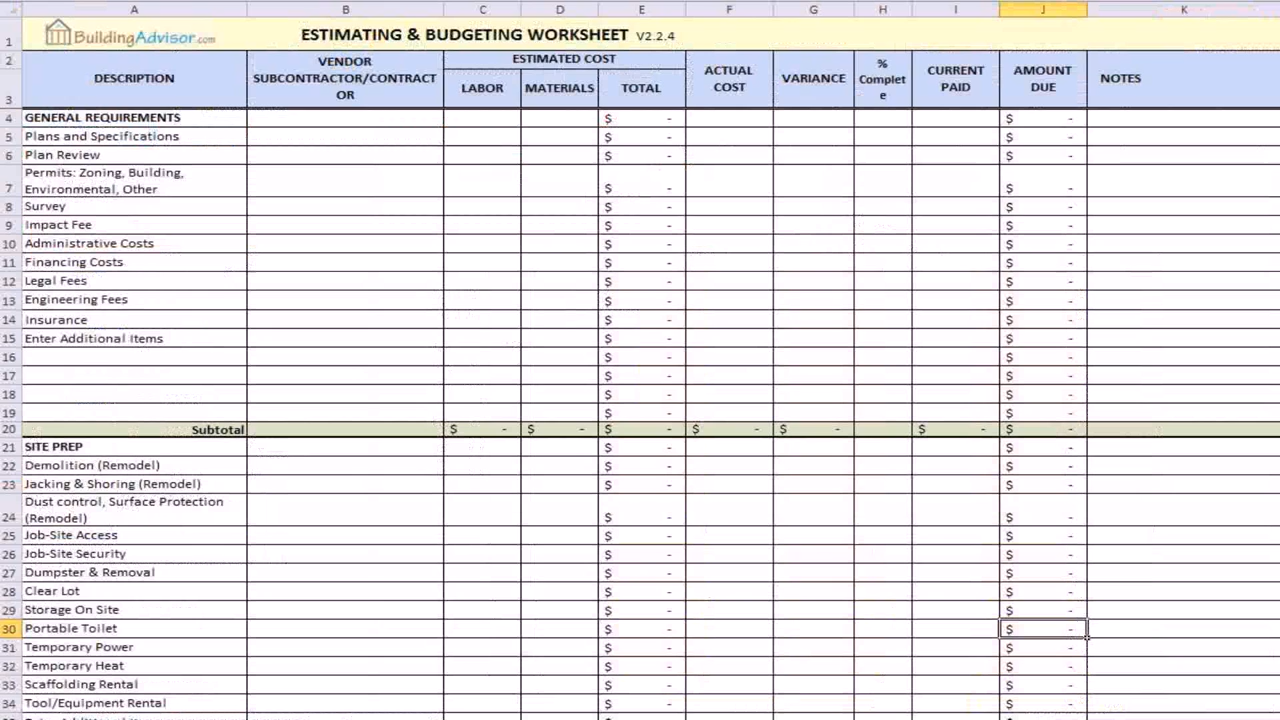 A B C D E F G H I J K
1 BuildingAdvisor.com ESTIMATING & BUDGETING WORKSHEET V2.2.4
2 VENDOR ESTIMATED COST %
DESCRIPTION SUBCONTRACTOR/CONTRACT ACTUAL VARIANCE Complet CURRENT AMOUNT NOTES
3 OR LABOR MATERIALS TOTAL COST e PAID DUE
4 GENERAL REQUIREMENTS $ - $ -
5 Plans and Specifications $ - $ -
6 Plan Review $ - $ -
Permits: Zoning, Building,
7 Environmental, Other $ - $ -
8 Survey $ - $ -
9 Impact Fee $ - $ -
10 Administrative Costs $ - $ -
11 Financing Costs $ - $ -
12 Legal Fees $ - $ -
13 Engineering Fees $ - $ -
14 Insurance $ - $ -
15 Enter Additional Items $ - $ -
16 $ - $ -
17 $ - $ -
18 $ - $ -
19 $ - $ -
20 Subtotal $ - $ - $ - $ - $ - $ - $ -
21 SITE PREP $ - $ -
22 Demolition (Remodel) $ - $ -
23 Jacking & Shoring (Remodel) $ - $ -
Dust control, Surface Protection
24 (Remodel) $ - $ -
25 Job-Site Access $ - $ -
26 Job-Site Security $ - $ -
27 Dumpster & Removal $ - $ -
28 Clear Lot $ - $ -
29 Storage On Site $ - $ -
30 Portable Toilet $ - $ -
31 Temporary Power $ - $ -
32 Temporary Heat $ - $ -
33 Scaffolding Rental $ - $ -
34 Tool/Equipment Rental $ - $ -